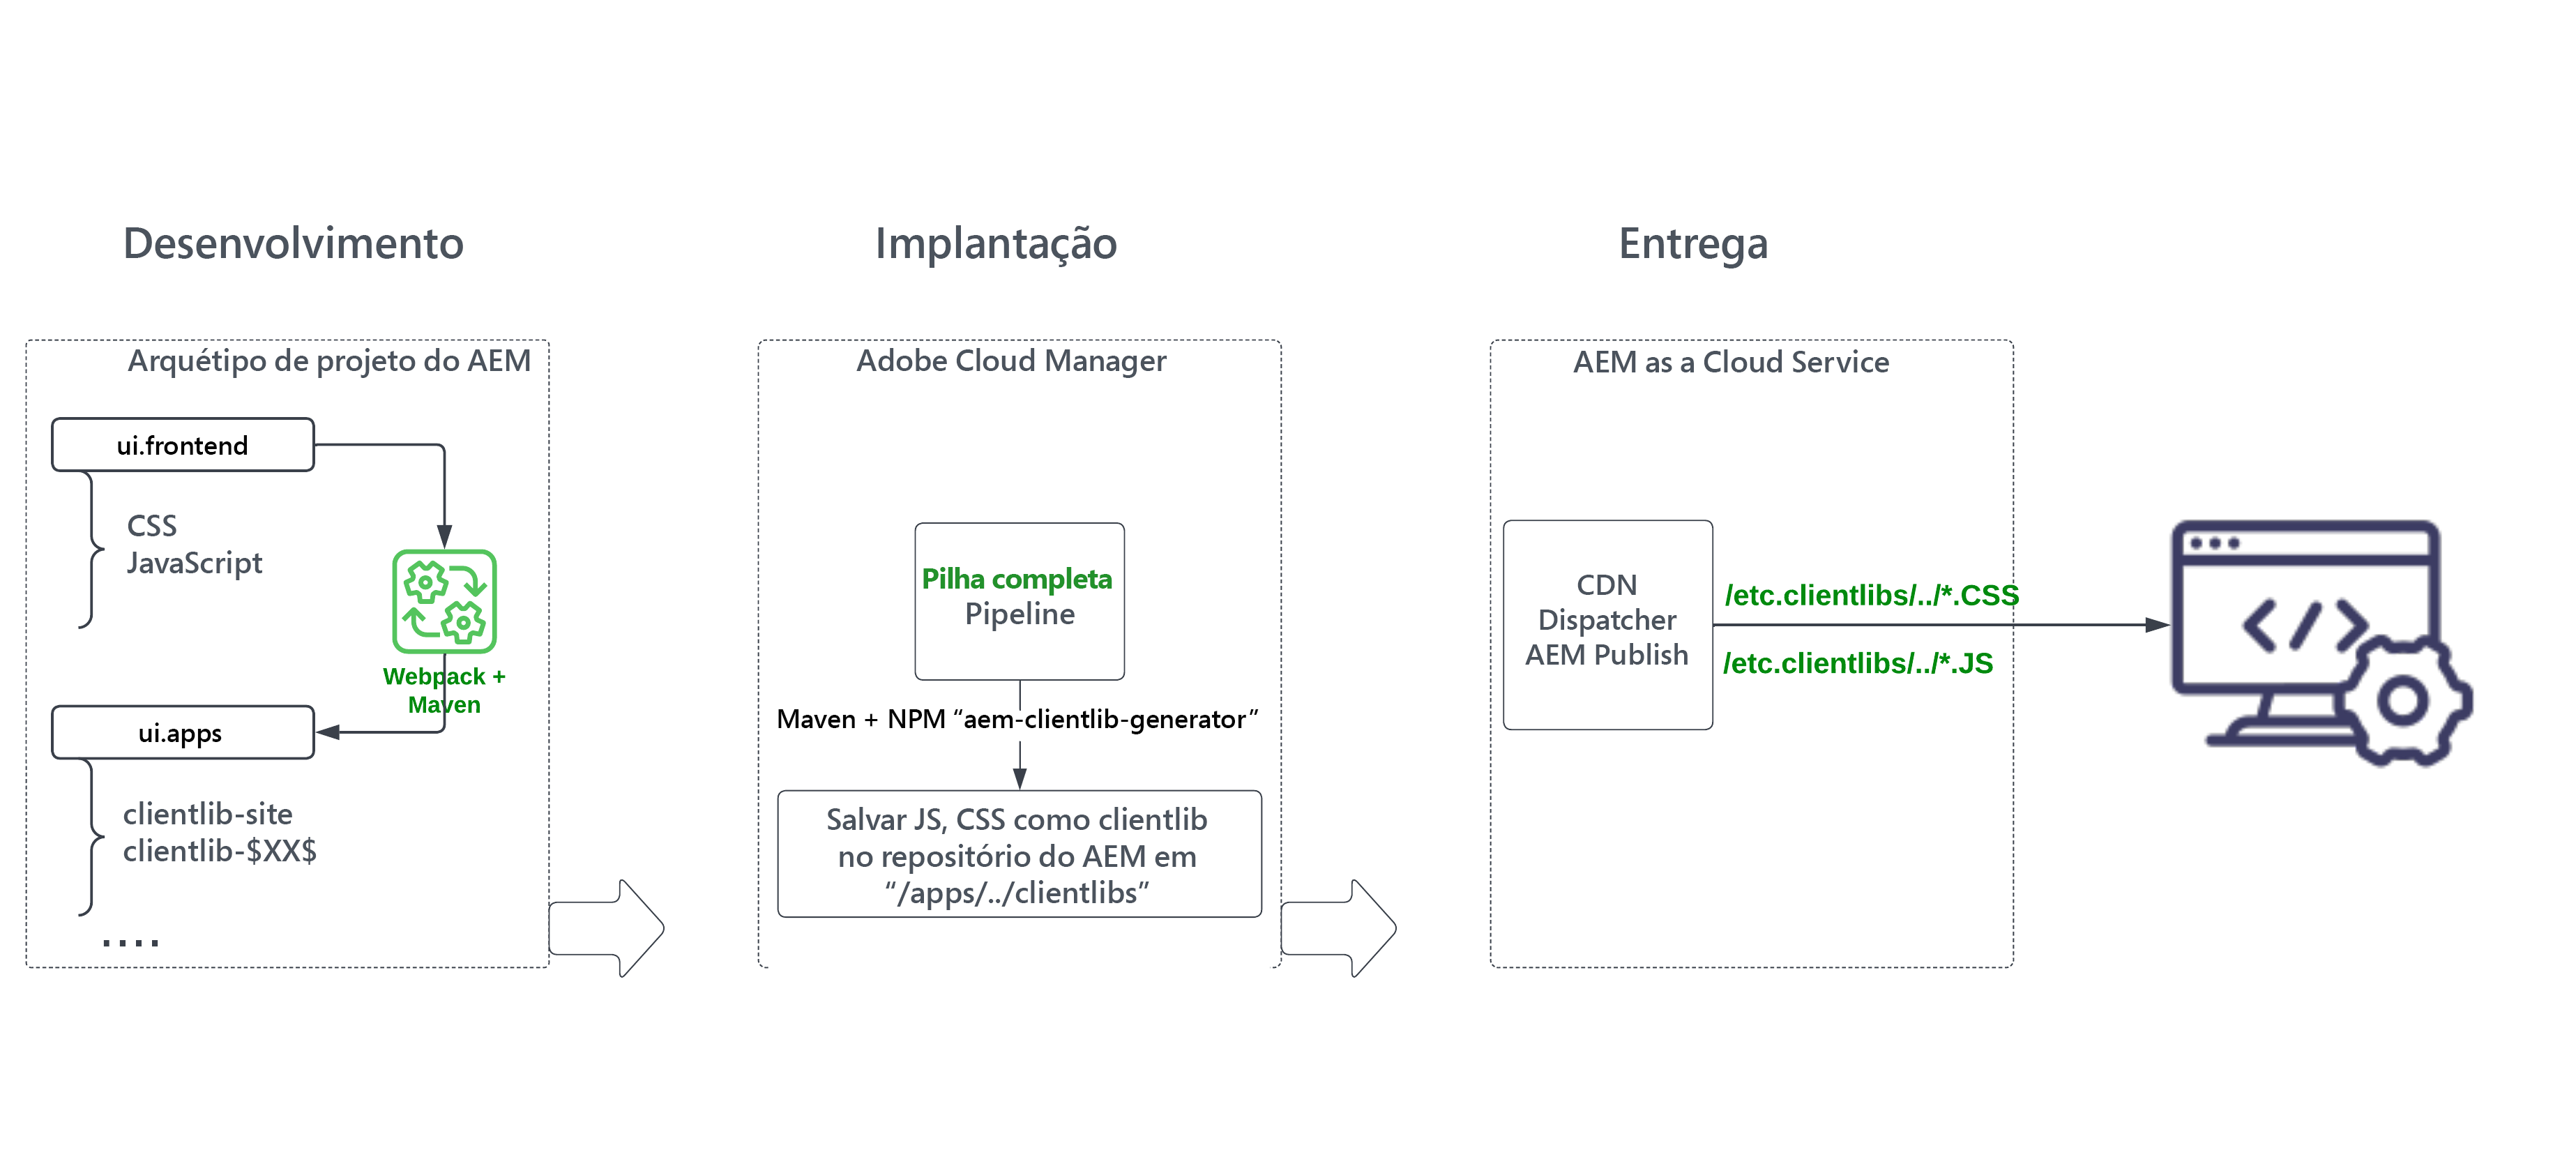 Desenvolvimento
Implantação
Entrega
Arquétipo de projeto do AEM
ui.frontend
CSS
JavaScript
Webpack +
Maven
ui.apps
clientlib-site
clientlib-$XX$
....
Adobe Cloud Manager
Pilha completa
Pipeline
Maven + NPM “aem-clientlib-generator”
Salvar JS, CSS como clientlib
no repositório do AEM em
“/apps/../clientlibs”
AEM as a Cloud Service
CDN
Dispatcher
AEM Publish
/etc.clientlibs/../*.CSS
/etc.clientlibs/../*.JS